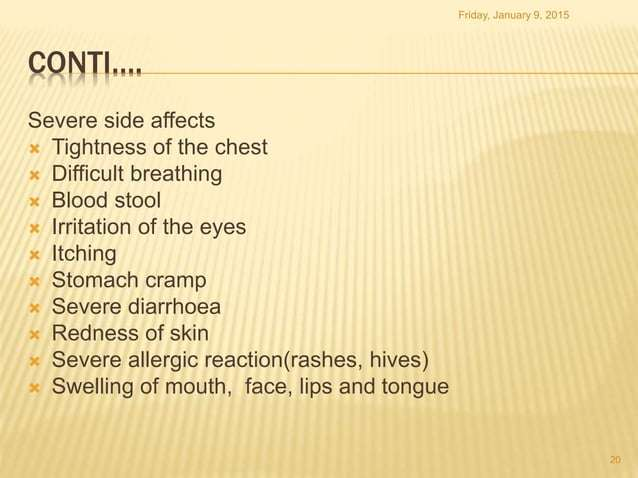 Friday, January 9, 2015
CONTI....
Severe side affects
Tightness of the chest
Difficult breathing
Blood stool
Irritation of the eyes
Itching
Stomach cramp
Severe diarrhoea
Redness of skin
Severe allergic reaction(rashes, hives)
Swelling of mouth,  face, lips and tongue
20